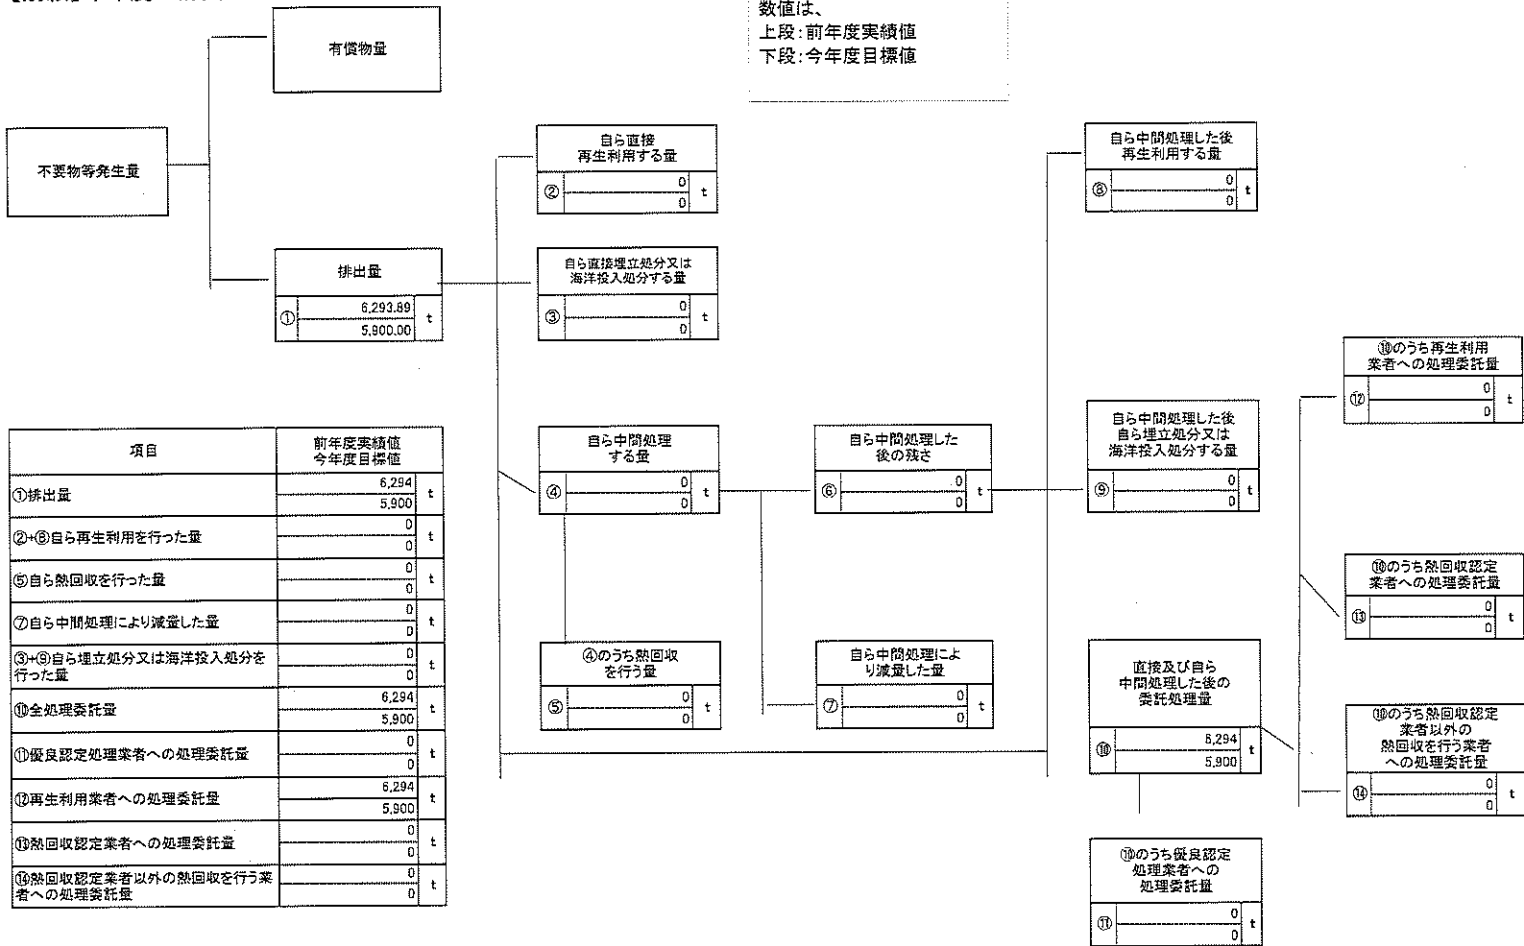 数値は、
上段:前年度実績値
下段:今年度目標値
有償物量
不要物等発生量
排出量
① 6,293.89 t
5,900.00
自ら直接
再生利用する量
② 0 t
0
自ら直接埋立処分又は
海洋投入処分する量
③ 0 t
0
自ら中間処理した後
再生利用する量
⑧ 0 t
0
⑩のうち再生利用
業者への処理委託量
⑫ 0 t
0
自ら中間処理
する量
④ 0 t
0
自ら中間処理した
後の残さ
⑥ 0 t
0
自ら中間処理した後
自ら埋立処分又は
海洋投入処分する量
⑨ 0 t
0
⑩のうち熱回収認定
業者への処理委託量
⑬ 0 t
0
④のうち熱回収
を行う量
⑤ 0 t
0
自ら中間処理によ
り減量した量
⑦ 0 t
0
直接及び自ら
中間処理した後の
委託処理量
⑩ 6,294 t
5,900
⑩のうち熱回収認定
業者以外の
熱回収を行う業者
への処理委託量
⑭ 0 t
0
⑩のうち優良認定
処理業者への
処理委託量
⑪ 0 t
0
項目 前年度実績値
今年度目標値
①排出量 6,294 t
5,900
②+⑧自ら再生利用を行った量 0 t
0
⑤自ら熱回収を行った量 0 t
0
⑦自ら中間処理により減量した量 0 t
0
③+⑨自ら埋立処分又は海洋投入処分を 0 t
行った量 0
⑩全処理委託量 6,294 t
5,900
⑪優良認定処理業者への処理委託量 0 t
0
⑫再生利用業者への処理委託量 6,294 t
5,900
⑬熱回収認定業者への処理委託量 0 t
0
⑭熱回収認定業者以外の熱回収を行う業 0 t
者への処理委託量 0